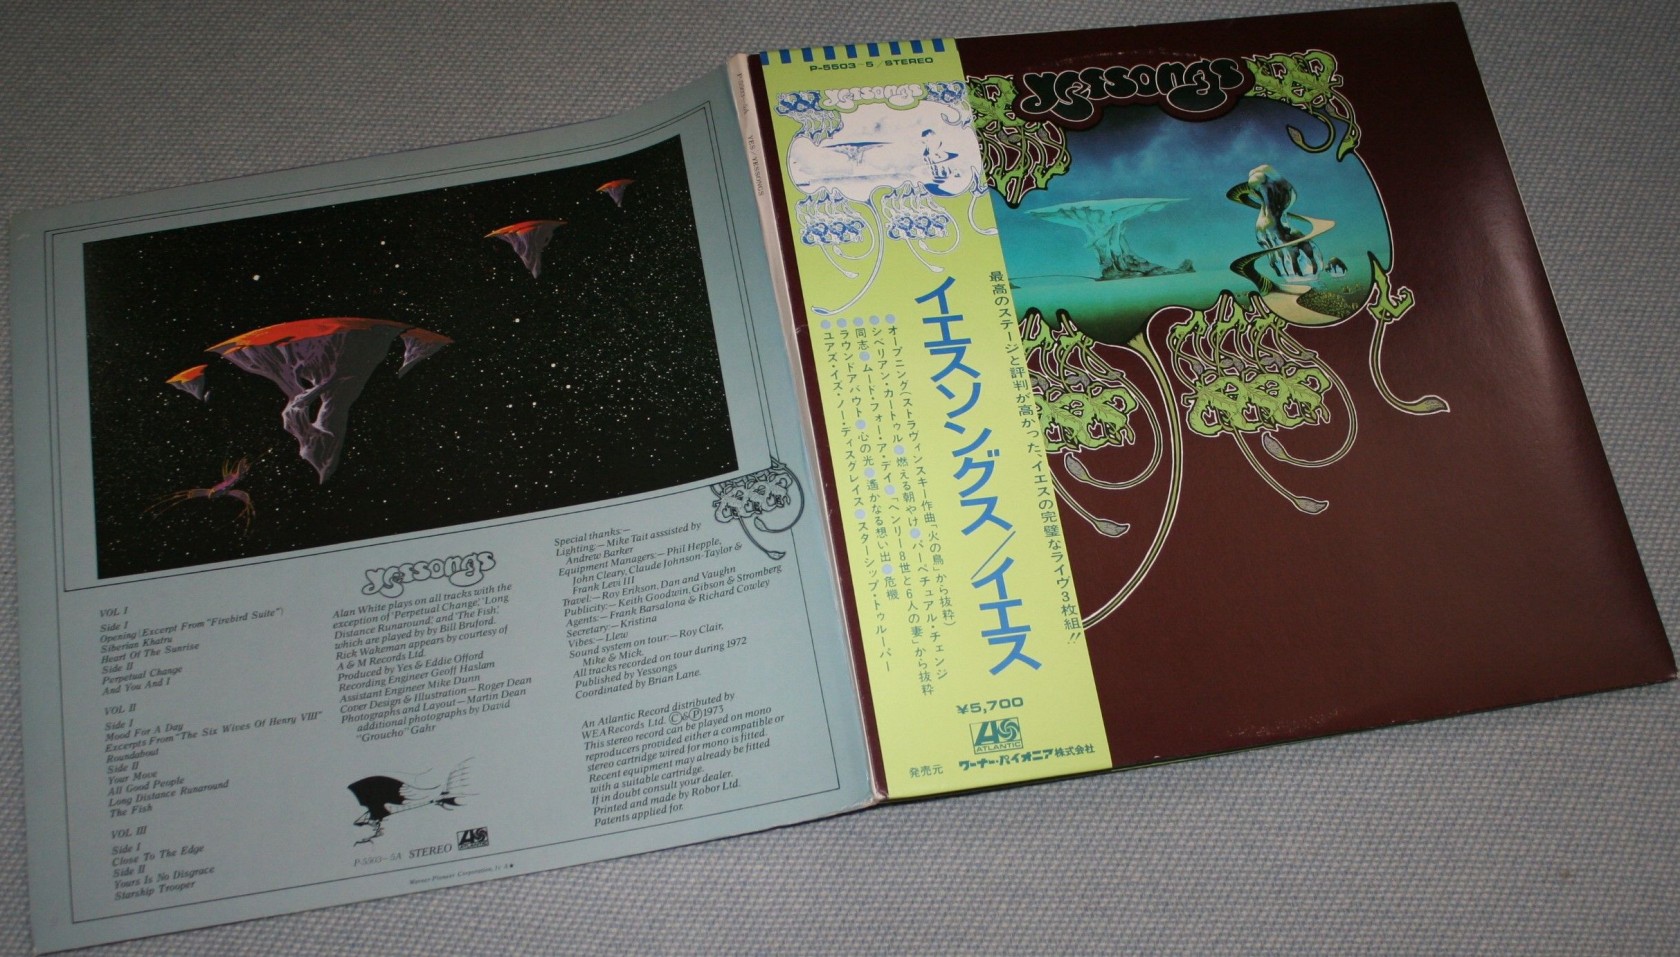 VOL I
Side I
Opening (Excerpt From "Firebird Suite")
Siberian Khatru
Heart Of The Sunrise
Side II
Perpetual Change
And You And I
VOL II
Side I
Mood For A Day
Excerpts From "The Six Wives Of Henry VIII"
Roundabout
Side II
Your Move
All Good People
Long Distance Runaround
The Fish
VOL III
Side I
Close To The Edge
Side II
Yours Is No Disgrace
Starship Trooper
yessongs
Alan White plays on all tracks with the
exception of 'Perpetual Change', 'Long
Distance Runaround', and 'The Fish',
which are played by by Bill Bruford.
Rick Wakeman appears by courtesy of
A & M Records Ltd.
Produced by Yes & Eddie Offord
Recording Engineer Geoff Haslam
Assistant Engineer Mike Dunn
Cover Design & Illustration—Roger Dean
Photographs and Layout—Martin Dean
additional photographs by David
"Groucho" Gahr
P-5503~5A STEREO
ATLANTIC
Warner-Pioneer Corporation
Special thanks:—
Lighting:—Mike Tait asssisted by
Andrew Barker
Equipment Managers:—Phil Hepple,
John Cleary, Claude Johnson-Taylor &
Frank Levi III
Travel:—Roy Erikson, Dan and Vaughn
Publicity:—Keith Goodwin, Gibson & Stromberg
Agents:—Frank Barsalona & Richard Cowley
Secretary:—Kristina
Vibes:—Llew
Sound system on tour:—Roy Clair,
Mike & Mick.
All tracks recorded on tour during 1972
Published by Yessongs
Coordinated by Brian Lane.
An Atlantic Record distributed by
WEA Records Ltd. ©&Ⓟ1973
This stereo record can be played on mono
reproducers provided either a compatible or
stereo cartridge wired for mono is fitted.
Recent equipment may already be fitted
with a suitable cartridge.
If in doubt consult your dealer.
Printed and made by Robor Ltd.
Patents applied for.
P-5503~5A YES/YESSONGS
P-5503~5/STEREO
yessongs
最高のステージと評判が高かった、イエスの完璧なライヴ3枚組!!
イエスソングス/イエス
●オープニング(ストラヴィンスキー作曲「火の鳥」から抜粋)
●シベリアン・カートゥル●燃える朝やけ●パーペチュアル・チェンジ
●同志●ムード・フォー・ア・デイ●「ヘンリー8世と6人の妻」から抜粋
●ラウンドアバウト●心の光●遙かなる想い出●危機
●ユアズ・イズ・ノー・ディスグレイス●スターシップ・トゥルーパー
¥5,700
ATLANTIC
発売元 ワーナー・パイオニア株式会社
yessongs